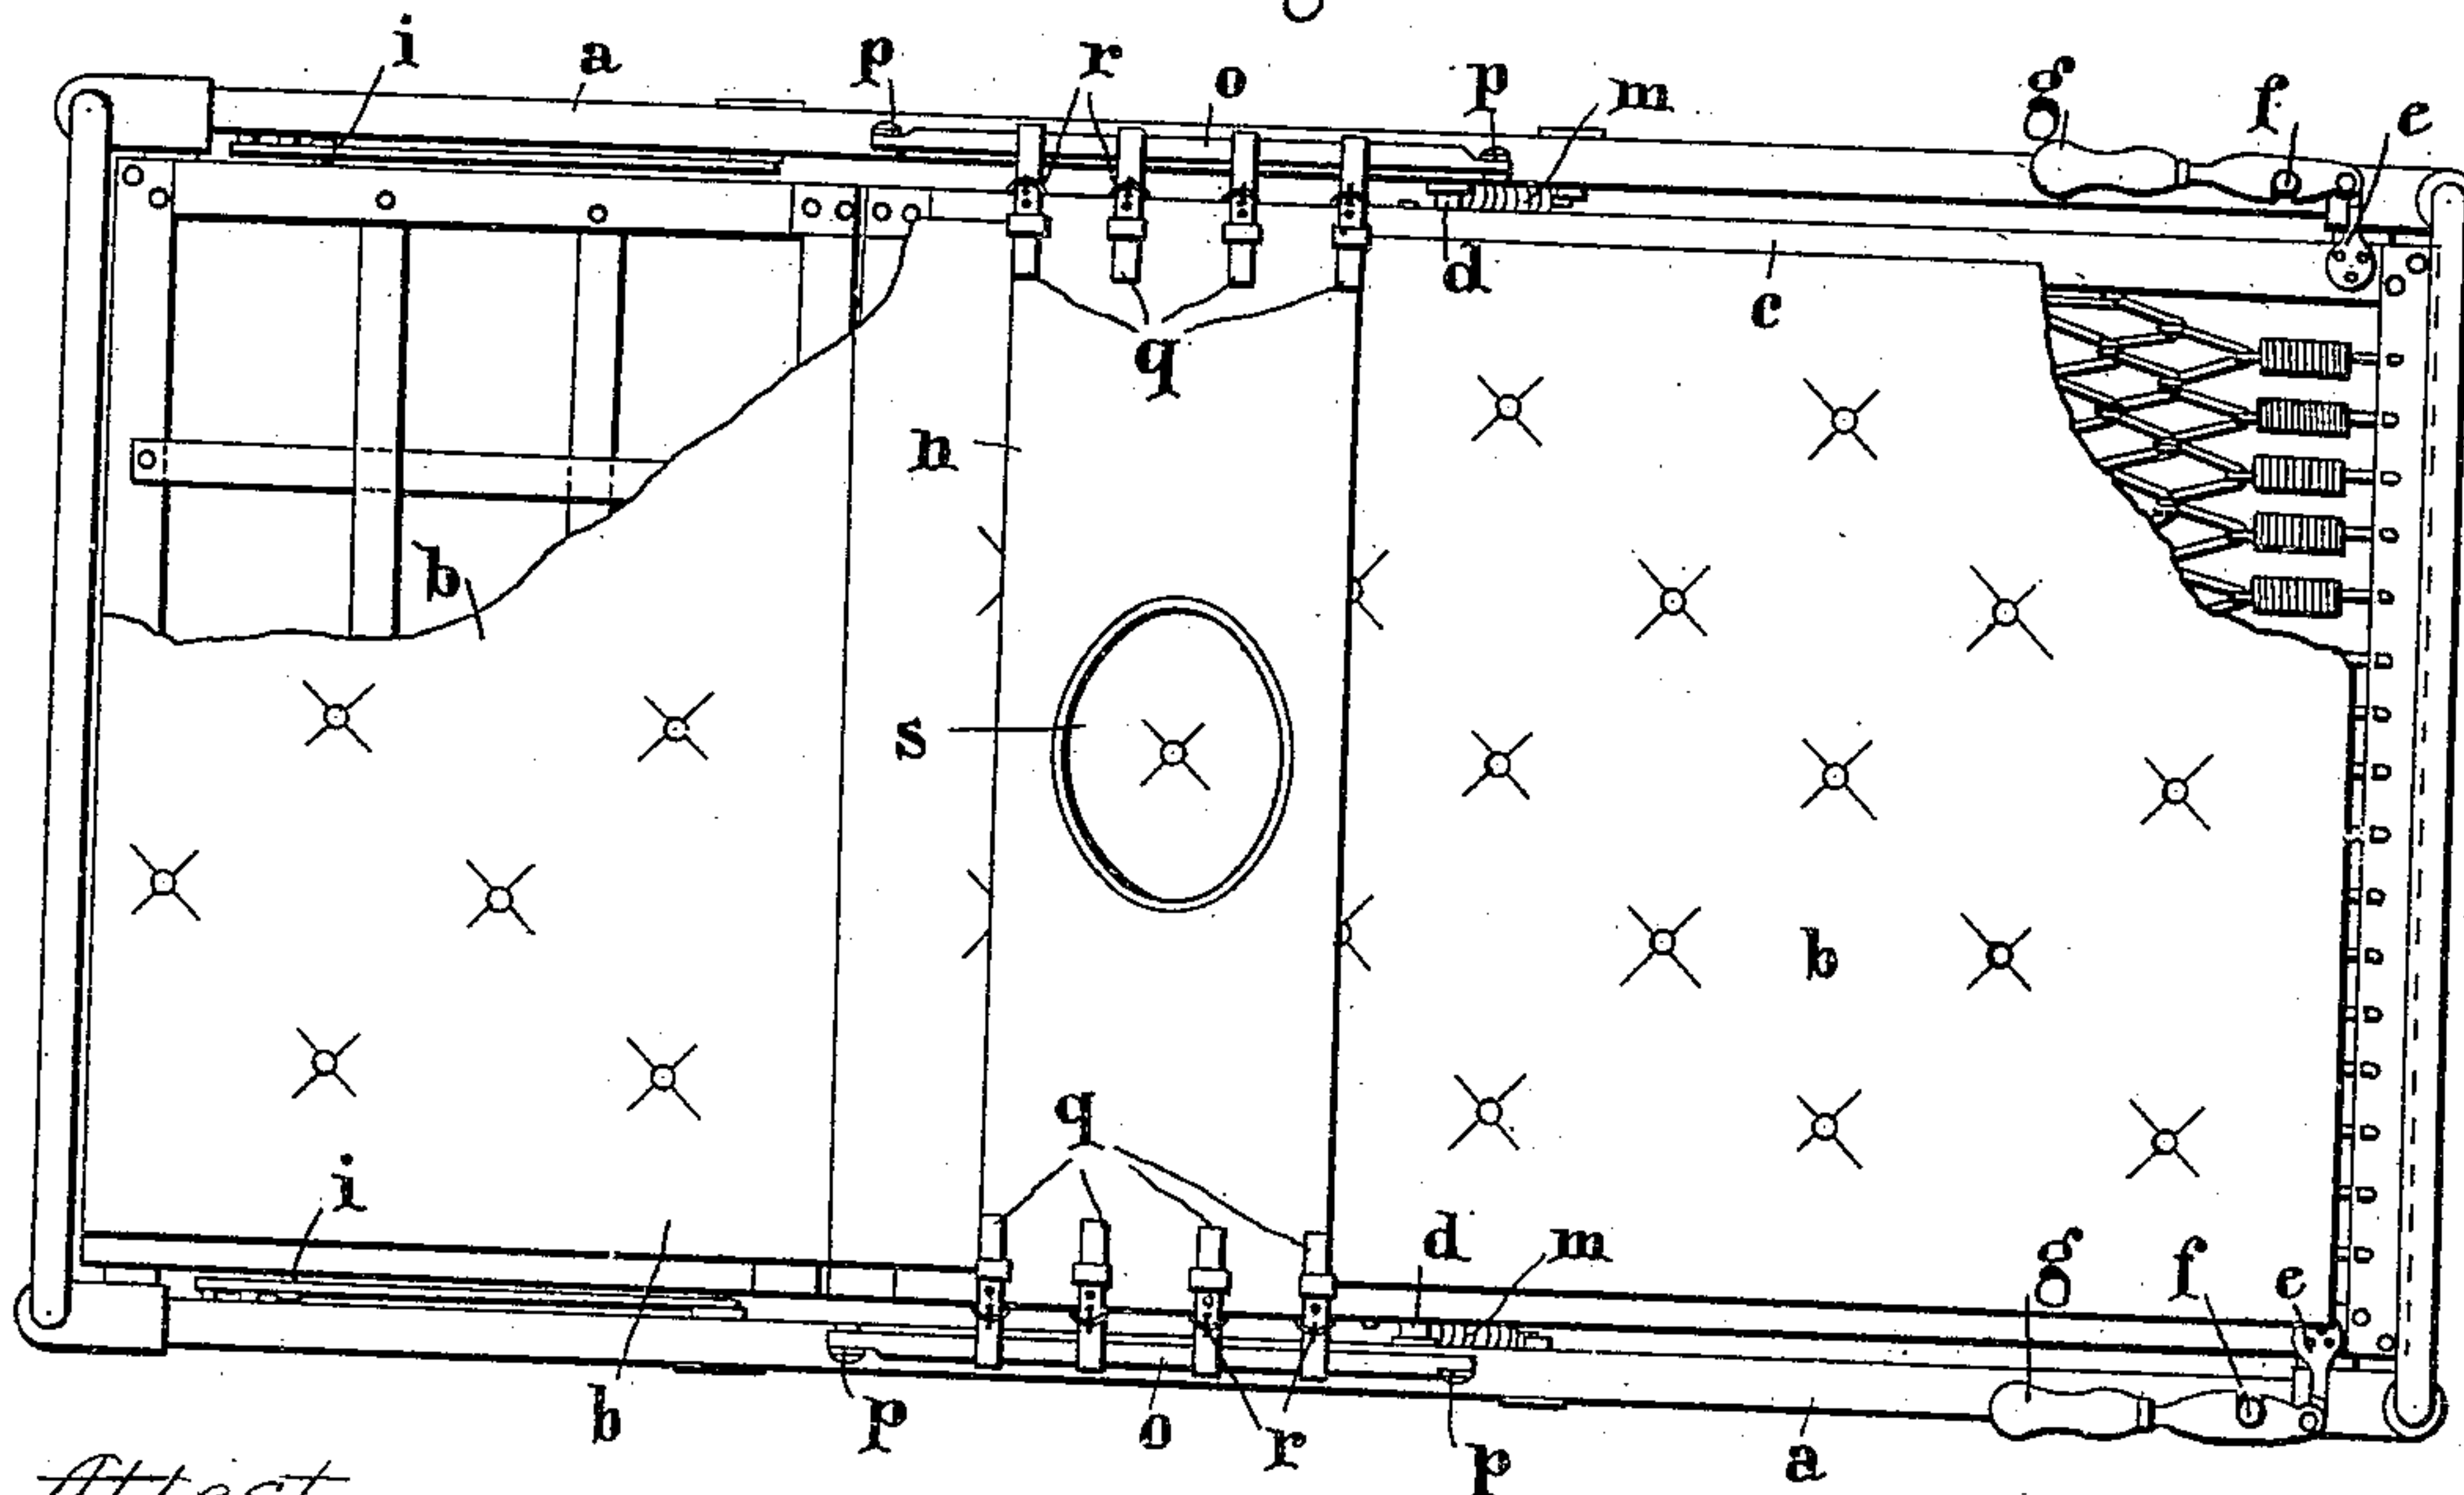 i a p r o p m g f e
d c
q
n
b
s
b
q
i d m g f e
b p o r p a
Attest